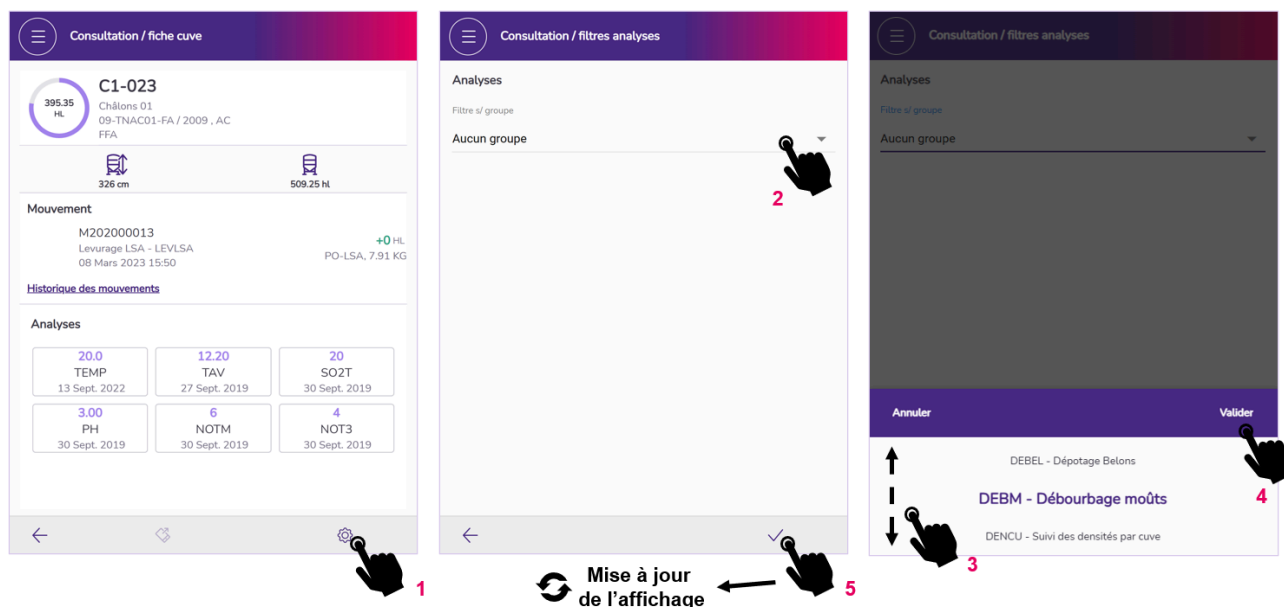 Consultation / fiche cuve
395.35
HL
C1-023
Châlons 01
09-TNAC01-FA / 2009 , AC
FFA
326 cm
509.25 hl
Mouvement
M202000013
Levurage LSA - LEVLSA
08 Mars 2023 15:50
+0 HL
PO-LSA, 7.91 KG
Historique des mouvements
Analyses
20.0
TEMP
13 Sept. 2022
12.20
TAV
27 Sept. 2019
20
SO2T
30 Sept. 2019
3.00
PH
30 Sept. 2019
6
NOTM
30 Sept. 2019
4
NOT3
30 Sept. 2019
1
Consultation / filtres analyses
Analyses
Filtre s/ groupe
Aucun groupe
2
Consultation / filtres analyses
Analyses
Filtre s/ groupe
Aucun groupe
Annuler
Valider
DEBEL - Dépotage Belons
DEBM - Débourbage moûts
DENCU - Suivi des densités par cuve
3
4
5
Mise à jour
de l'affichage